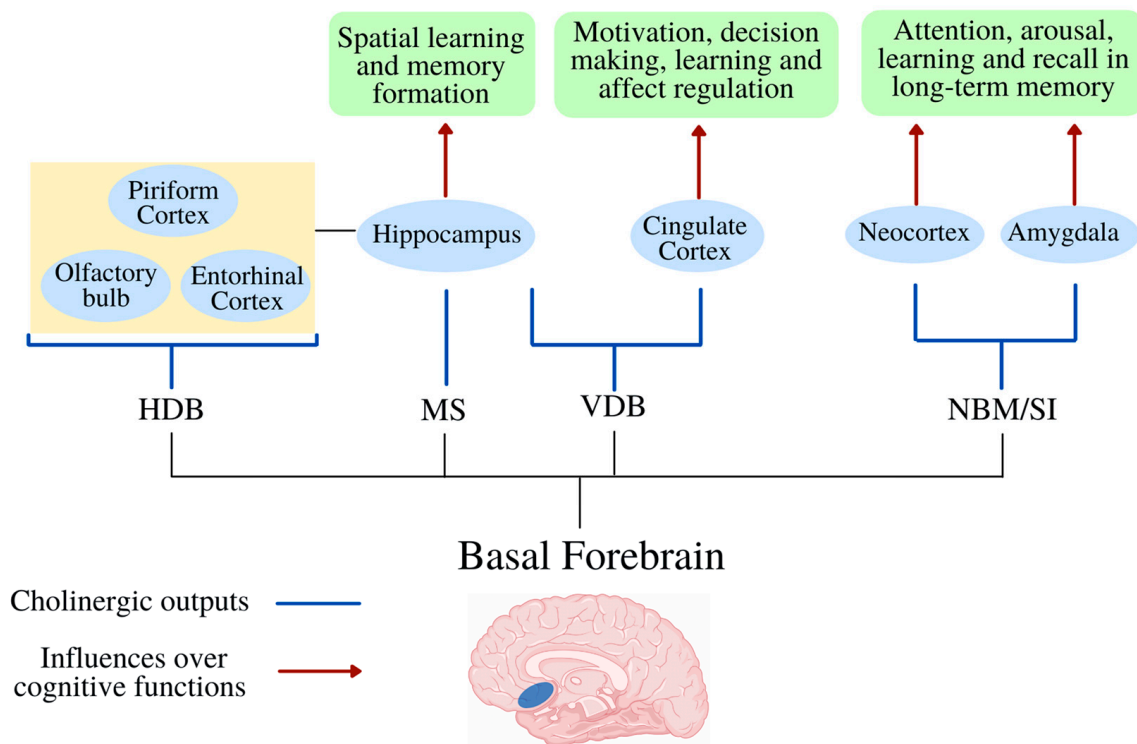 Spatial learning
and memory
formation
Motivation, decision
making, learning and
affect regulation
Attention, arousal,
learning and recall in
long-term memory
Piriform
Cortex
Olfactory
bulb
Entorhinal
Cortex
Hippocampus
Cingulate
Cortex
Neocortex
Amygdala
HDB
MS
VDB
NBM/SI
Basal Forebrain
Cholinergic outputs
Influences over
cognitive functions